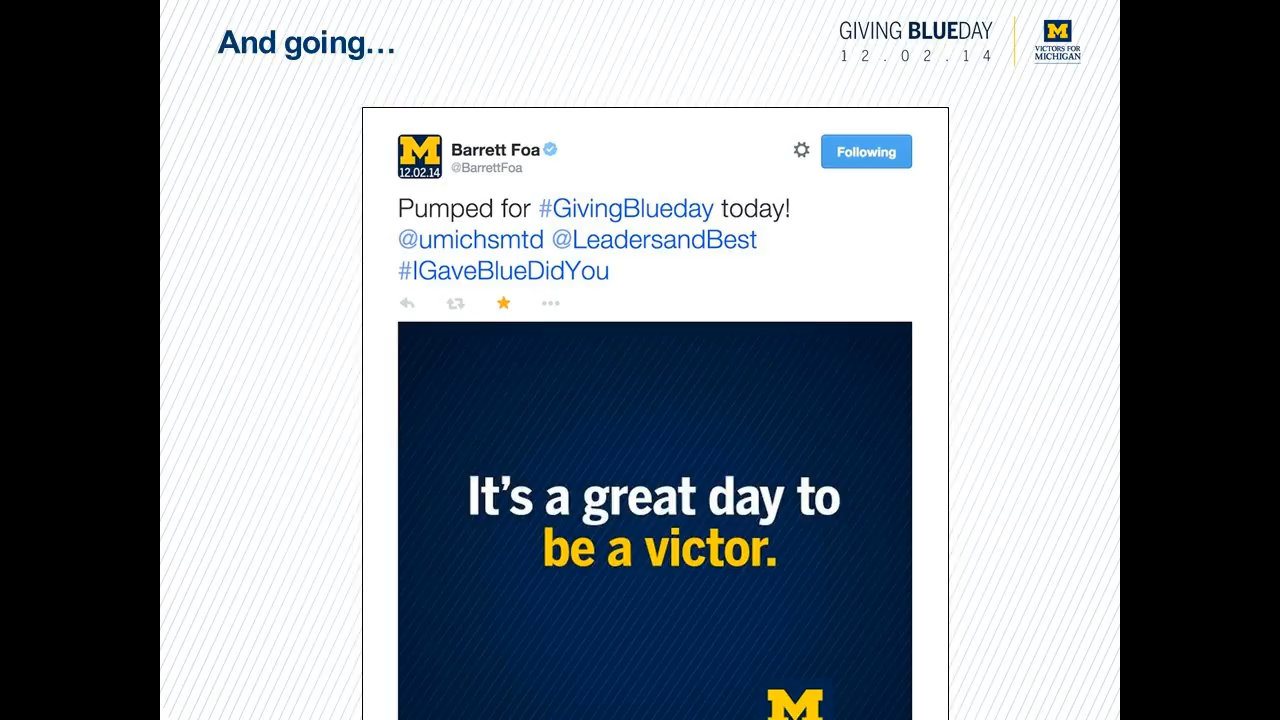 And going…
GIVING BLUEDAY
12.02.14
M
VICTORS FOR
MICHIGAN
M
12.02.14
Barrett Foa
@BarrettFoa
Following
Pumped for #GivingBlueday today!
@umichsmtd @LeadersandBest
#IGaveBlueDidYou
It's a great day to
be a victor.
M